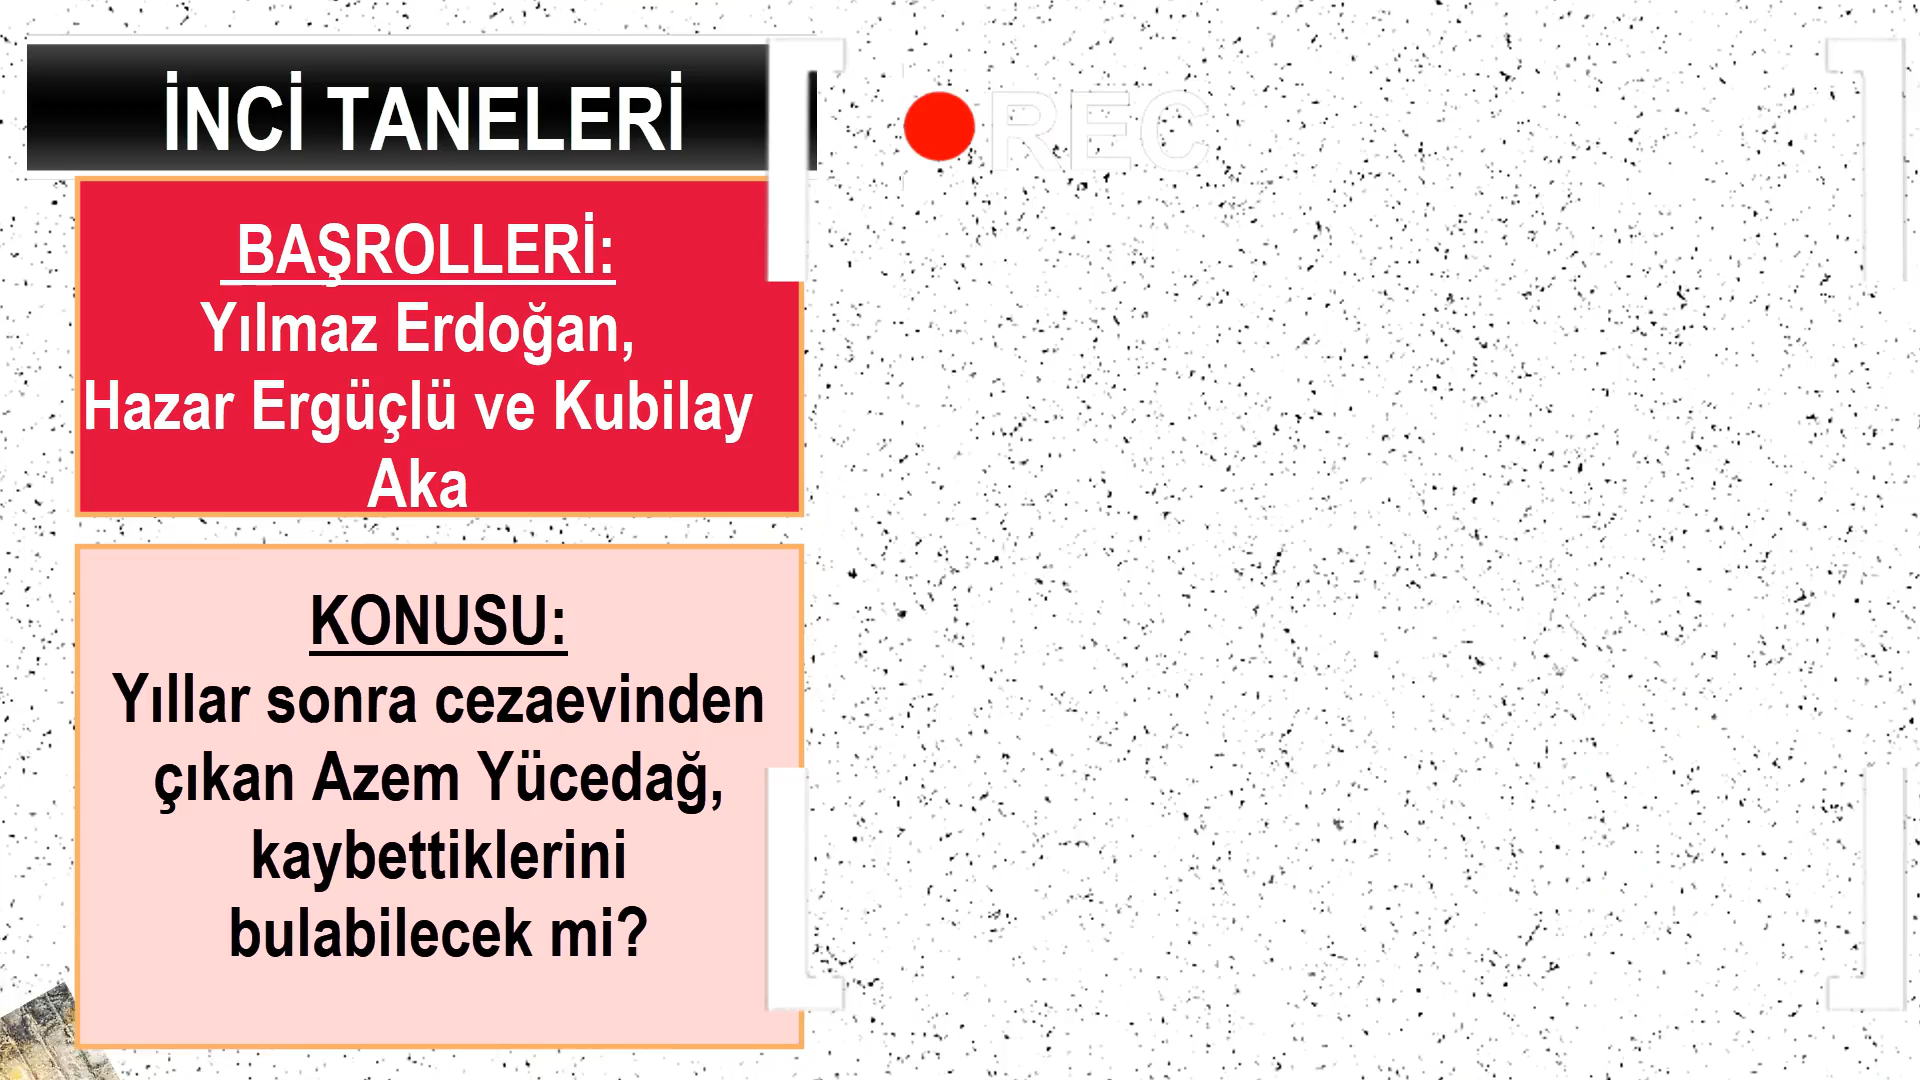 İNCİ TANELERİ
REC
BAŞROLLERİ:
Yılmaz Erdoğan,
Hazar Ergüçlü ve Kubilay
Aka
KONUSU:
Yıllar sonra cezaevinden
çıkan Azem Yücedağ,
kaybettiklerini
bulabilecek mi?